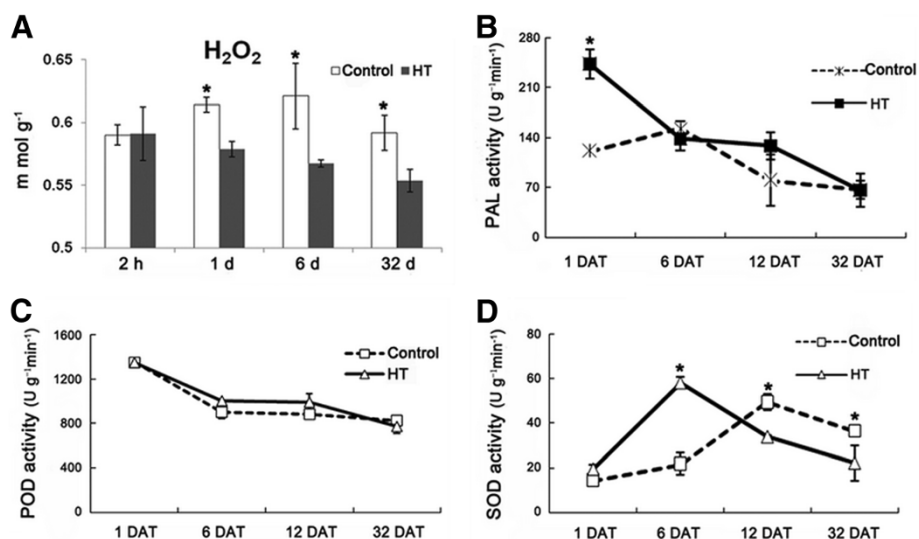 A
H₂O₂
Control HT
m mol g⁻¹
0.65
0.6
0.55
0.5
* * *
2 h 1 d 6 d 32 d
B
PAL activity (U g⁻¹min⁻¹)
280
210
140
70
0
*
Control
HT
1 DAT 6 DAT 12 DAT 32 DAT
C
POD activity (U g⁻¹min⁻¹)
1600
1200
800
400
0
Control
HT
1 DAT 6 DAT 12 DAT 32 DAT
D
SOD activity (U g⁻¹min⁻¹)
80
60
40
20
0
* * *
Control
HT
1 DAT 6 DAT 12 DAT 32 DAT